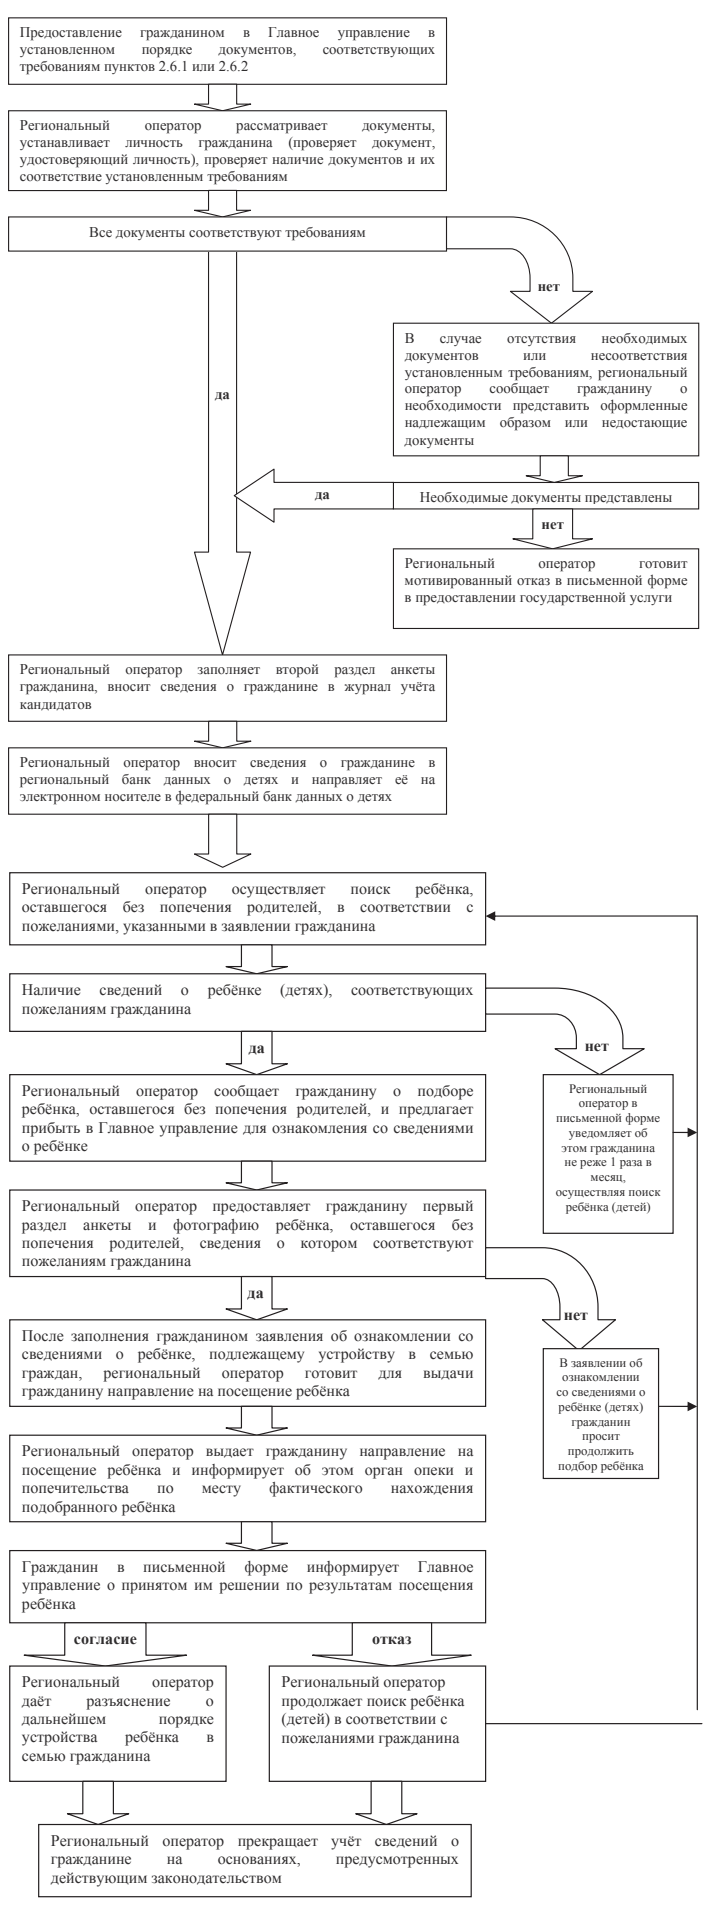 Предоставление гражданином в Главное управление в
установленном порядке документов, соответствующих
требованиям пунктов 2.6.1 или 2.6.2
Региональный оператор рассматривает документы,
устанавливает личность гражданина (проверяет документ,
удостоверяющий личность), проверяет наличие документов и их
соответствие установленным требованиям
Все документы соответствуют требованиям
нет
В случае отсутствия необходимых
документов или несоответствия
установленным требованиям, региональный
оператор сообщает гражданину о
необходимости представить оформленные
надлежащим образом или недостающие
документы
да
да
Необходимые документы представлены
нет
Региональный оператор готовит
мотивированный отказ в письменной форме
в предоставлении государственной услуги
Региональный оператор заполняет второй раздел анкеты
гражданина, вносит сведения о гражданине в журнал учёта
кандидатов
Региональный оператор вносит сведения о гражданине в
региональный банк данных о детях и направляет её на
электронном носителе в федеральный банк данных о детях
Региональный оператор осуществляет поиск ребёнка,
оставшегося без попечения родителей, в соответствии с
пожеланиями, указанными в заявлении гражданина
Наличие сведений о ребёнке (детях), соответствующих
пожеланиям гражданина
да
нет
Региональный оператор сообщает гражданину о подборе
ребёнка, оставшегося без попечения родителей, и предлагает
прибыть в Главное управление для ознакомления со сведениями
о ребёнке
Региональный
оператор в
письменной форме
уведомляет об
этом гражданина
не реже 1 раза в
месяц,
осуществляя поиск
ребёнка (детей)
Региональный оператор предоставляет гражданину первый
раздел анкеты и фотографию ребёнка, оставшегося без
попечения родителей, сведения о котором соответствуют
пожеланиям гражданина
да
нет
После заполнения гражданином заявления об ознакомлении со
сведениями о ребёнке, подлежащему устройству в семью
граждан, региональный оператор готовит для выдачи
гражданину направление на посещение ребёнка
В заявлении об
ознакомлении
со сведениями о
ребёнке (детях)
гражданин
просит
продолжить
подбор ребёнка
Региональный оператор выдает гражданину направление на
посещение ребёнка и информирует об этом орган опеки и
попечительства по месту фактического нахождения
подобранного ребёнка
Гражданин в письменной форме информирует Главное
управление о принятом им решении по результатам посещения
ребёнка
согласие
отказ
Региональный оператор
даёт разъяснение о
дальнейшем порядке
устройства ребёнка в
семью гражданина
Региональный оператор
продолжает поиск ребёнка
(детей) в соответствии с
пожеланиями гражданина
Региональный оператор прекращает учёт сведений о
гражданине на основаниях, предусмотренных
действующим законодательством